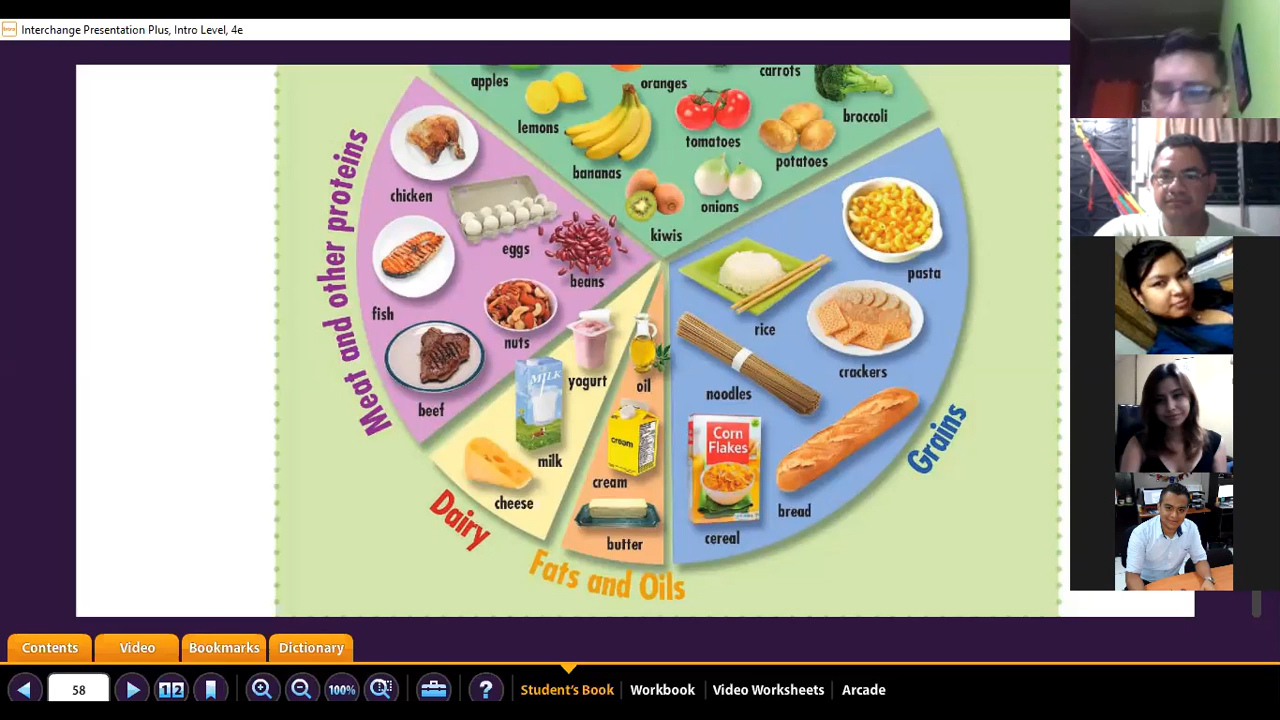 Interchange Presentation Plus, Intro Level, 4e
apples
oranges
carrots
lemons
bananas
tomatoes
potatoes
broccoli
kiwis
onions
Meat and other proteins
chicken
eggs
beans
fish
nuts
beef
Dairy
yogurt
MILK
milk
cheese
Fats and Oils
oil
cream
cream
butter
Grains
pasta
rice
crackers
noodles
Corn
Flakes
cereal
bread
Contents
Video
Bookmarks
Dictionary
58
1 2
100%
?
Student's Book
Workbook
Video Worksheets
Arcade